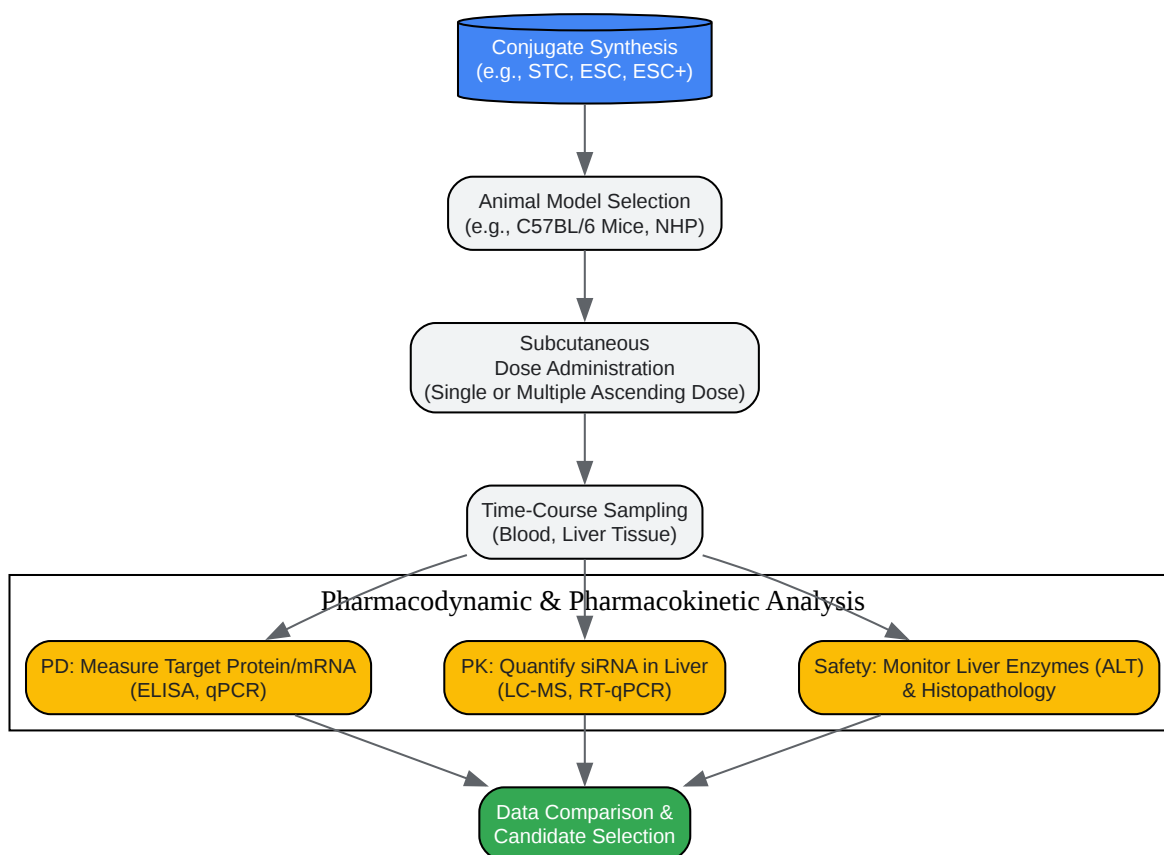 Conjugate Synthesis
(e.g., STC, ESC, ESC+)
Animal Model Selection
(e.g., C57BL/6 Mice, NHP)
Subcutaneous
Dose Administration
(Single or Multiple Ascending Dose)
Time-Course Sampling
(Blood, Liver Tissue)
Pharmacodynamic & Pharmacokinetic Analysis
PD: Measure Target Protein/mRNA
(ELISA, qPCR)
PK: Quantify siRNA in Liver
(LC-MS, RT-qPCR)
Safety: Monitor Liver Enzymes (ALT)
& Histopathology
Data Comparison &
Candidate Selection